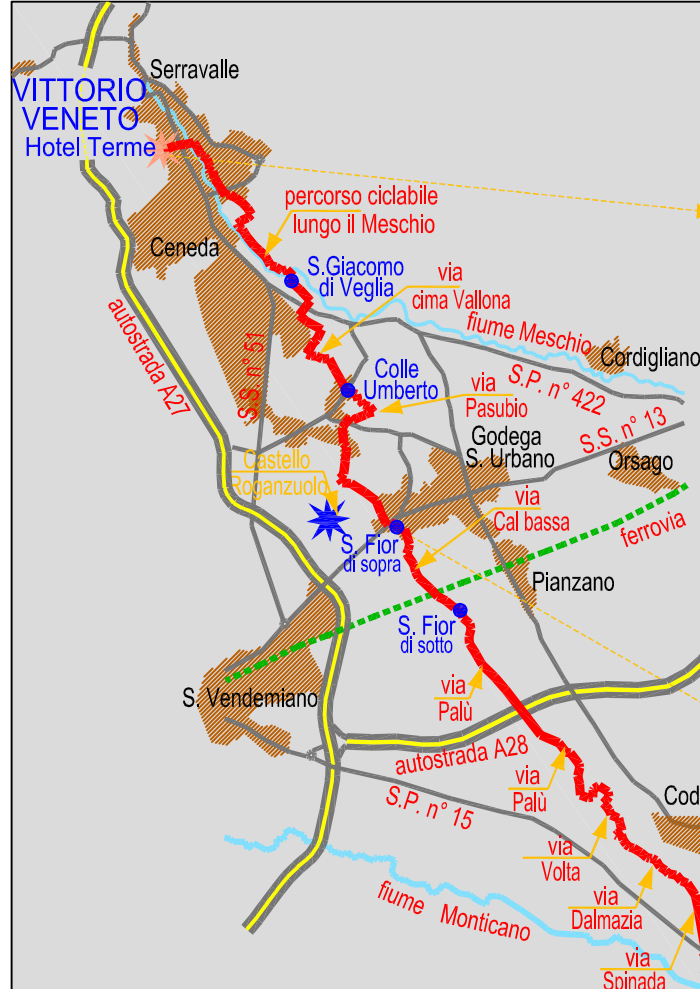 Serravalle
VITTORIO
VENETO
Hotel Terme
percorso ciclabile
lungo il Meschio
Ceneda
S.Giacomo
di Veglia
via
cima Vallona
fiume Meschio
Cordigliano
autostrada A27
S.S. n° 51
Colle
Umberto
via
Pasubio
S.P. n° 422
S.S. n° 13
Godega
S. Urbano
Orsago
Castello
Roganzuolo
via
Cal bassa
ferrovia
S. Fior
di sopra
Pianzano
S. Fior
di sotto
S. Vendemiano
via
Palù
autostrada A28
via
Palù
S.P. n° 15
Cod
via
Volta
fiume Monticano
via
Dalmazia
via
Spinada